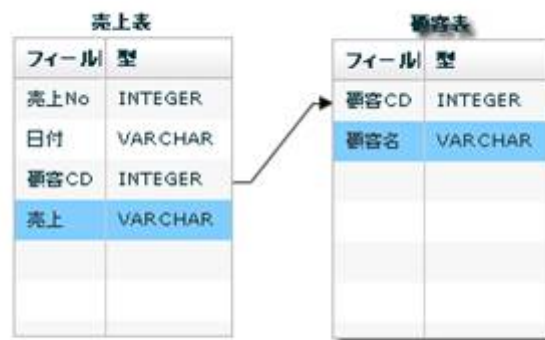 売上表
フィール 型
売上No INTEGER
日付 VARCHAR
顧客CD INTEGER
売上 VARCHAR
顧客表
フィール 型
顧客CD INTEGER
顧客名 VARCHAR